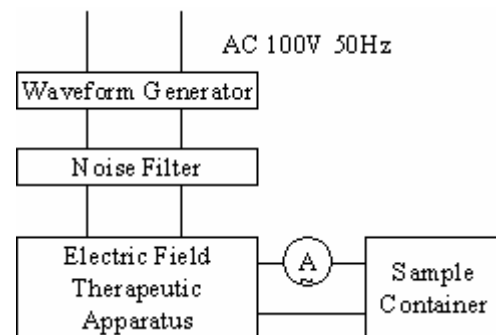 AC 100V 50Hz
Waveform Generator
Noise Filter
Electric Field
Therapeutic
Apparatus
A
Sample
Container